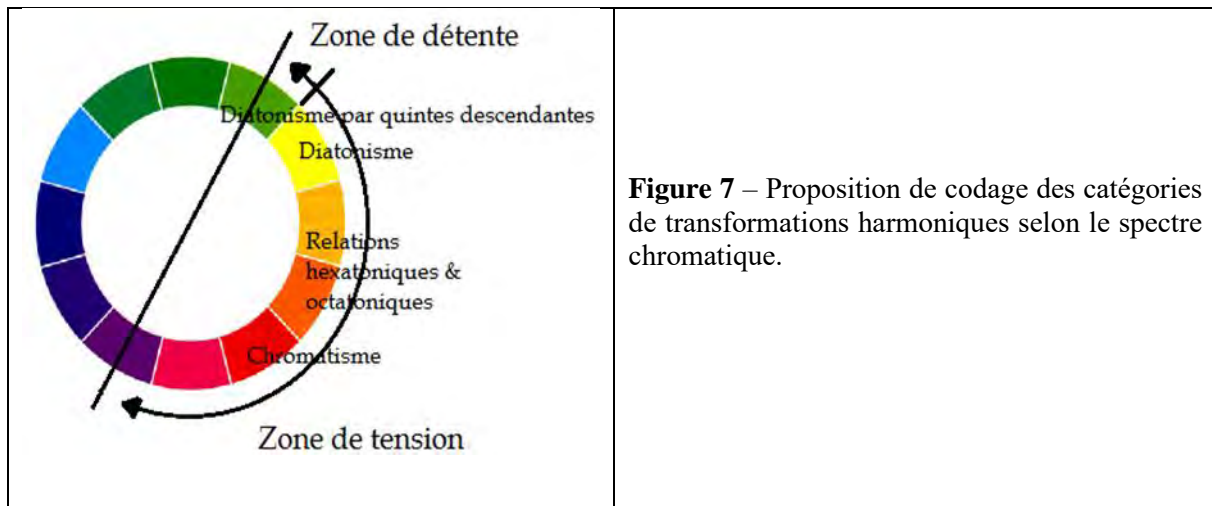 Zone de détente
Diatonisme par quintes descendantes
Diatonisme
Relations
hexatoniques &
octatoniques
Chromatisme
Zone de tension
Figure 7 – Proposition de codage des catégories
de transformations harmoniques selon le spectre
chromatique.